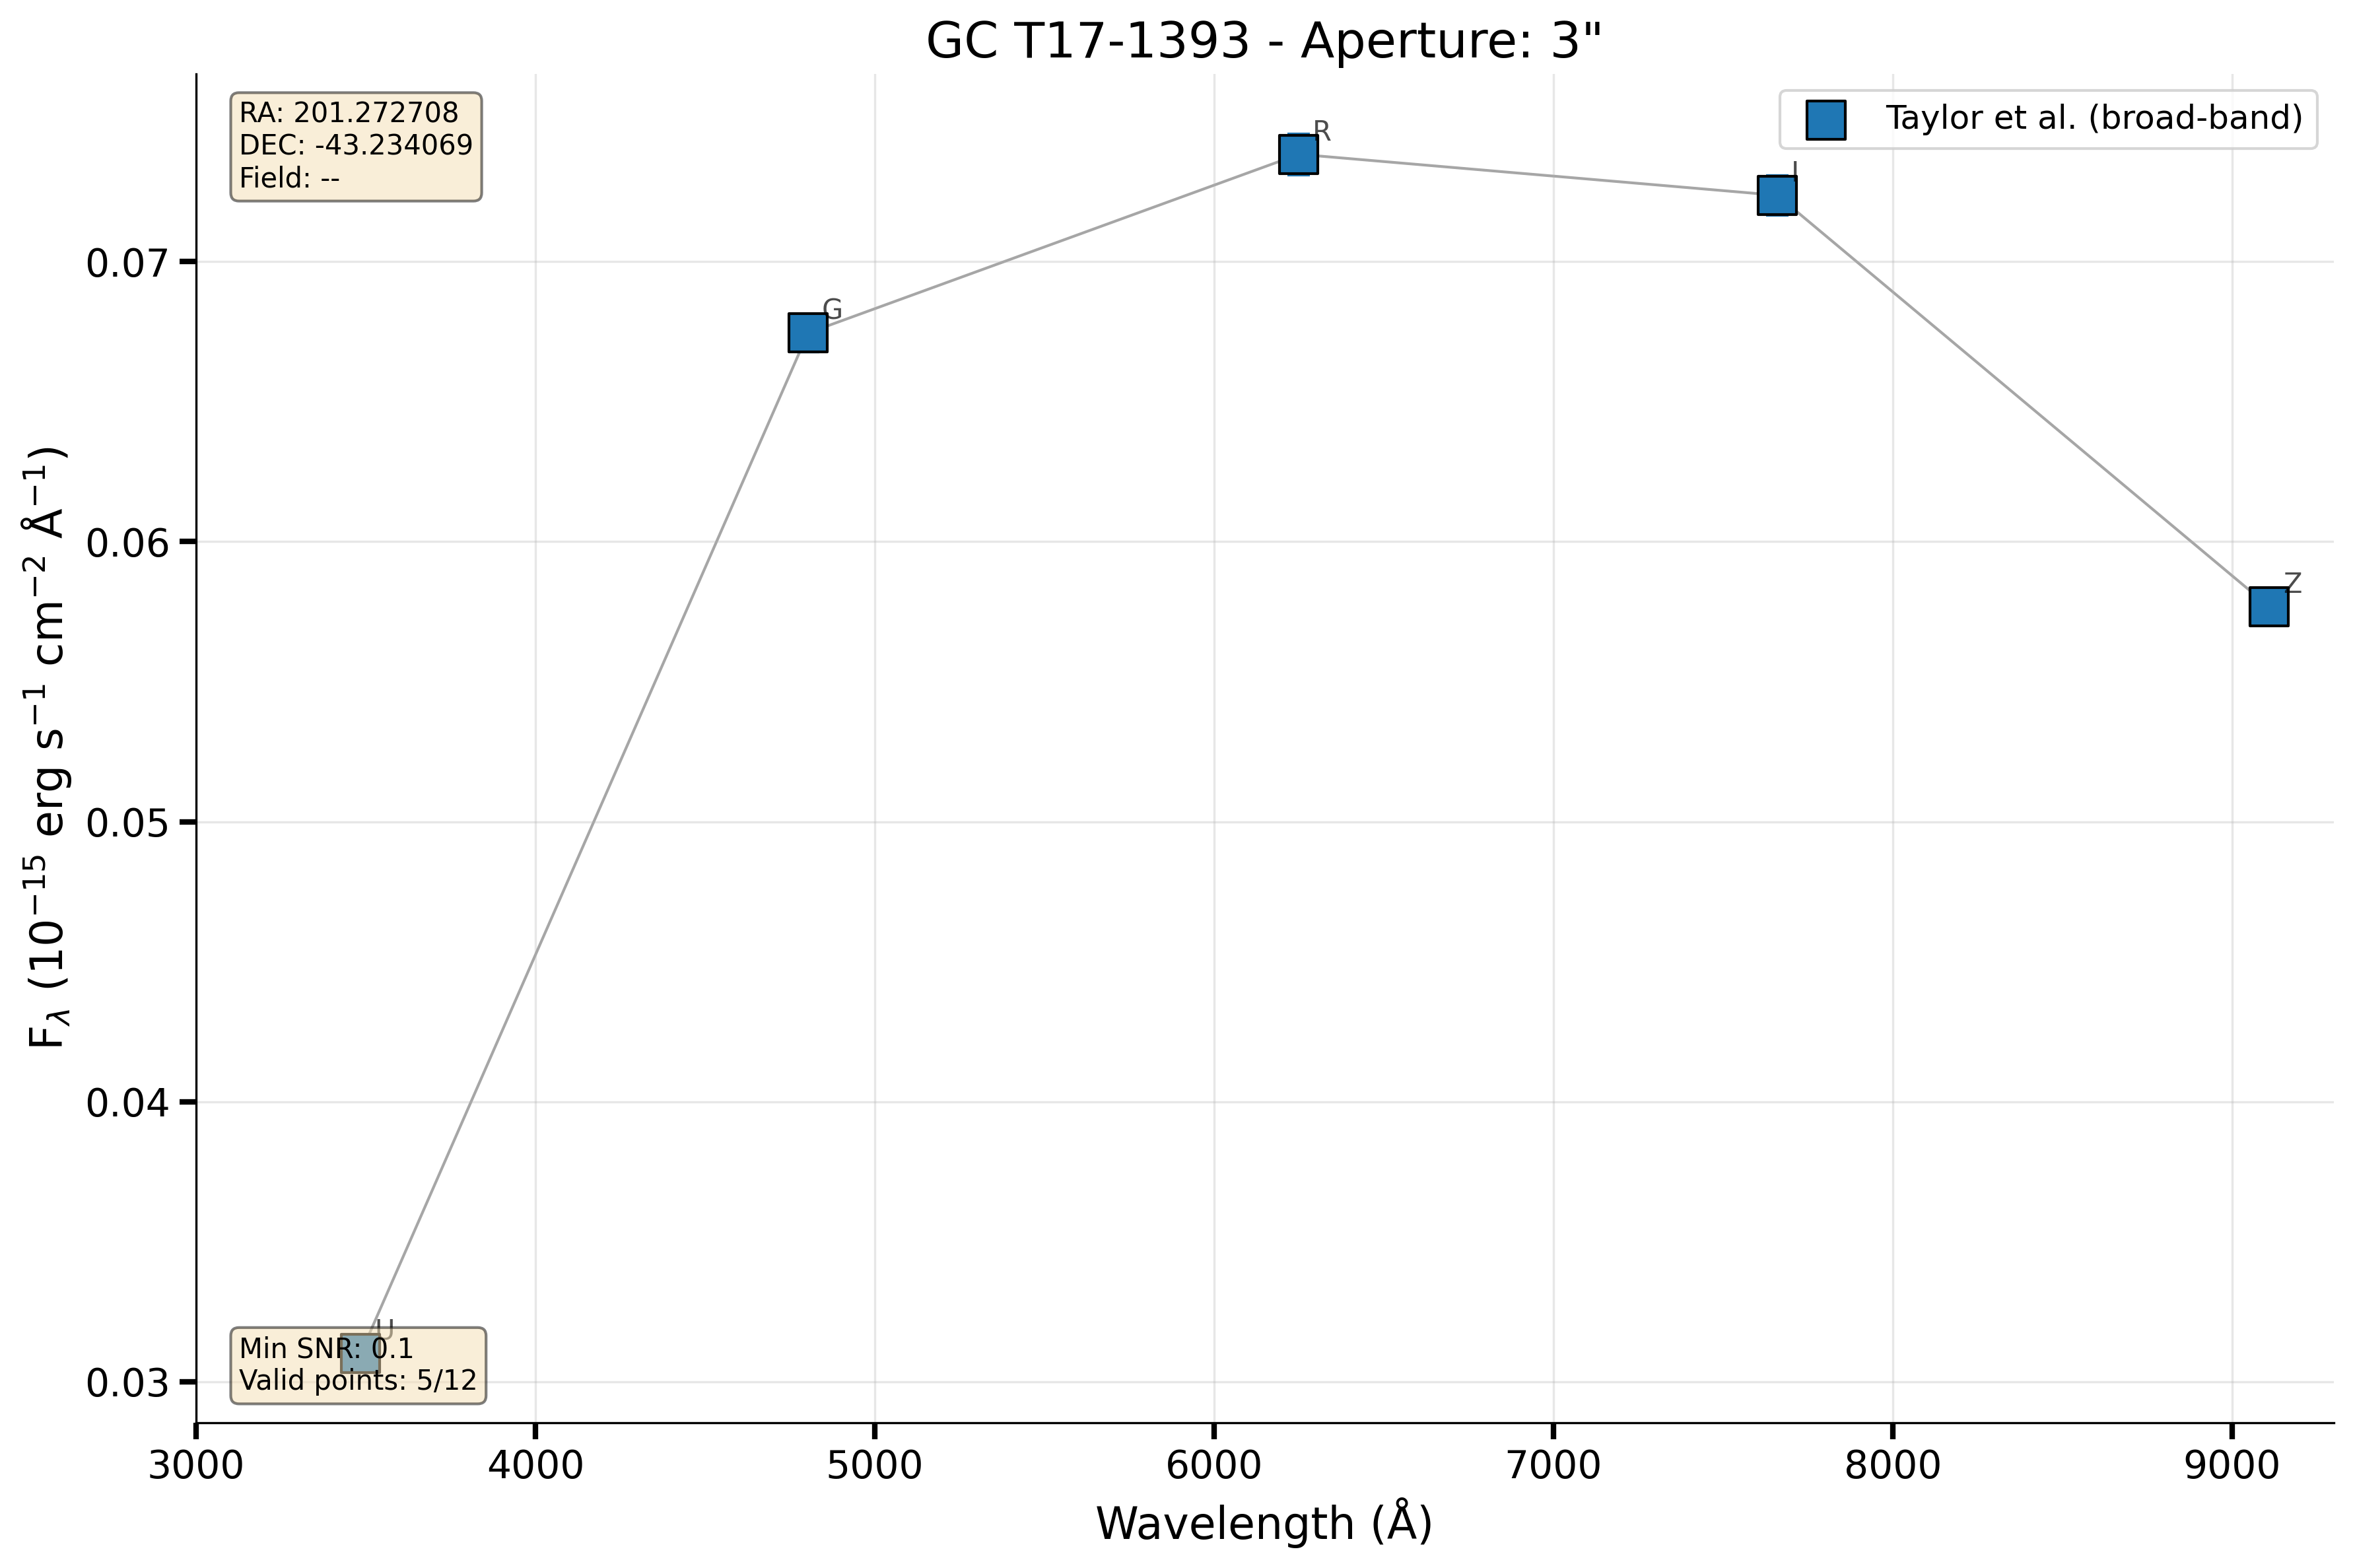 GC T17-1393 - Aperture: 3"
RA: 201.272708
DEC: -43.234069
Field: --
Taylor et al. (broad-band)
R
I
G
Z
U
Min SNR: 0.1
Valid points: 5/12
0.07
0.06
0.05
0.04
0.03
F_λ (10⁻¹⁵ erg s⁻¹ cm⁻² Å⁻¹)
3000 4000 5000 6000 7000 8000 9000
Wavelength (Å)